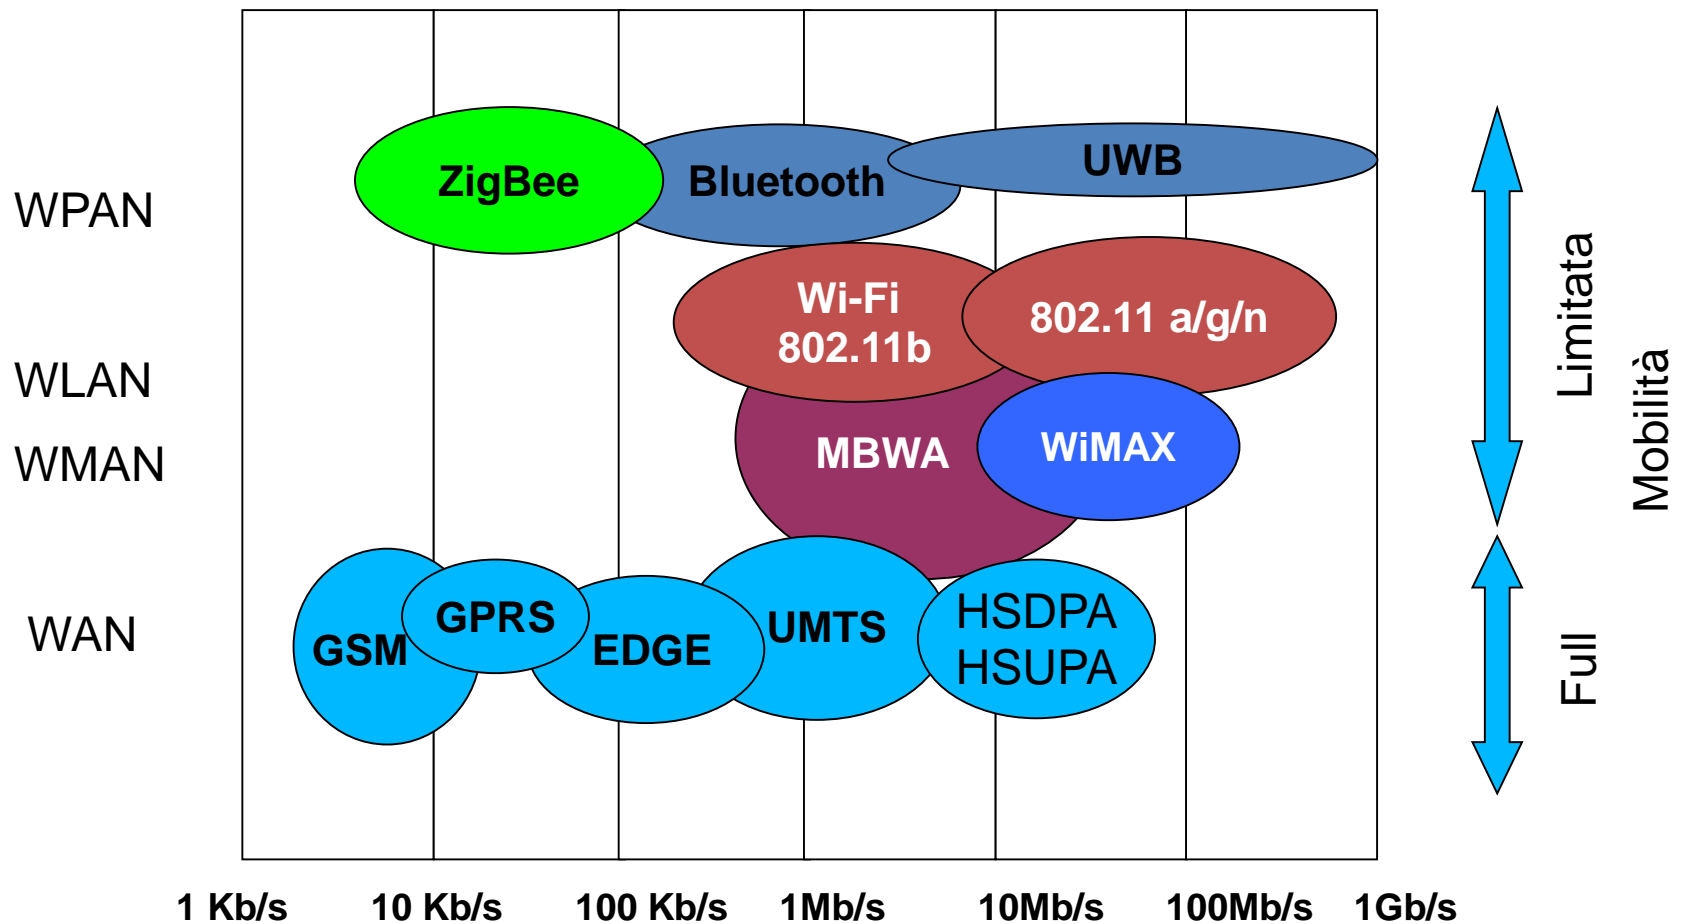 ZigBee
Bluetooth
UWB
WPAN
Wi-Fi
802.11b
802.11 a/g/n
WLAN
MBWA
WiMAX
WMAN
GSM
GPRS
EDGE
UMTS
HSDPA
HSUPA
WAN
Limitata
Mobilità
Full
1 Kb/s
10 Kb/s
100 Kb/s
1Mb/s
10Mb/s
100Mb/s
1Gb/s